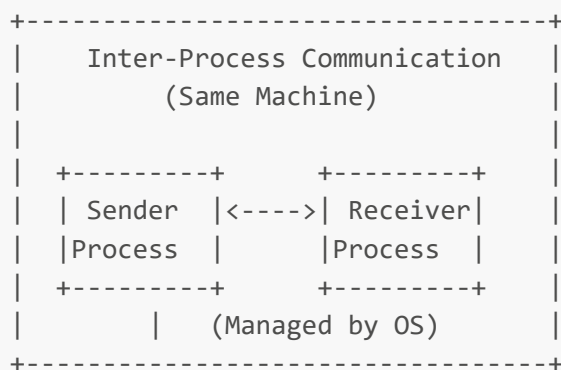 +----------------------------------+
|    Inter-Process Communication   |
|         (Same Machine)           |
|                                  |
|  +---------+      +---------+    |
|  | Sender  |<---->| Receiver|    |
|  |Process  |      |Process  |    |
|  +---------+      +---------+    |
|        |   (Managed by OS)       |
+----------------------------------+